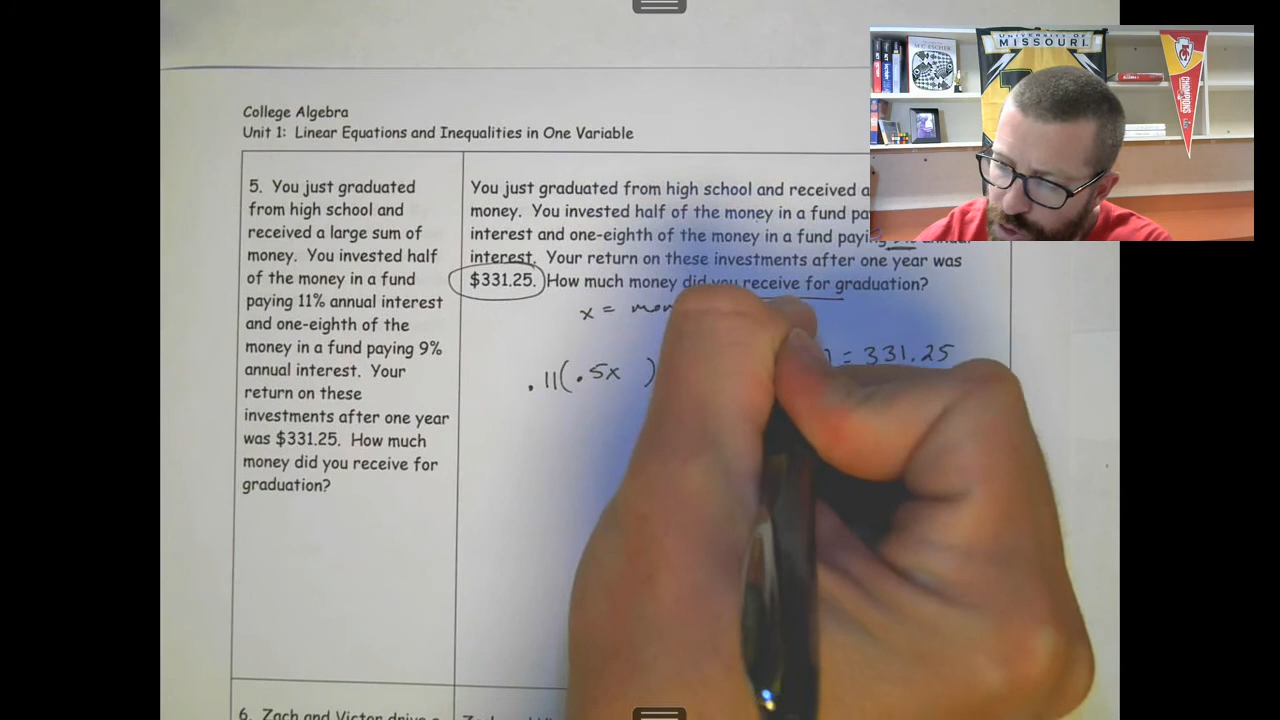 College Algebra
Unit 1: Linear Equations and Inequalities in One Variable
5. You just graduated
from high school and
received a large sum of
money. You invested half
of the money in a fund
paying 11% annual interest
and one-eighth of the
money in a fund paying 9%
annual interest. Your
return on these
investments after one year
was $331.25. How much
money did you receive for
graduation?
You just graduated from high school and received a
money. You invested half of the money in a fund pa
interest and one-eighth of the money in a fund paying
interest. Your return on these investments after one year was
$331.25. How much money did you receive for graduation?
x = mon
.11(.5x ) ) = 331.25
6. Zach and Victor drive a
UNIVERSITY OF
MISSOURI
M.C. ESCHER
CHAMPIONS